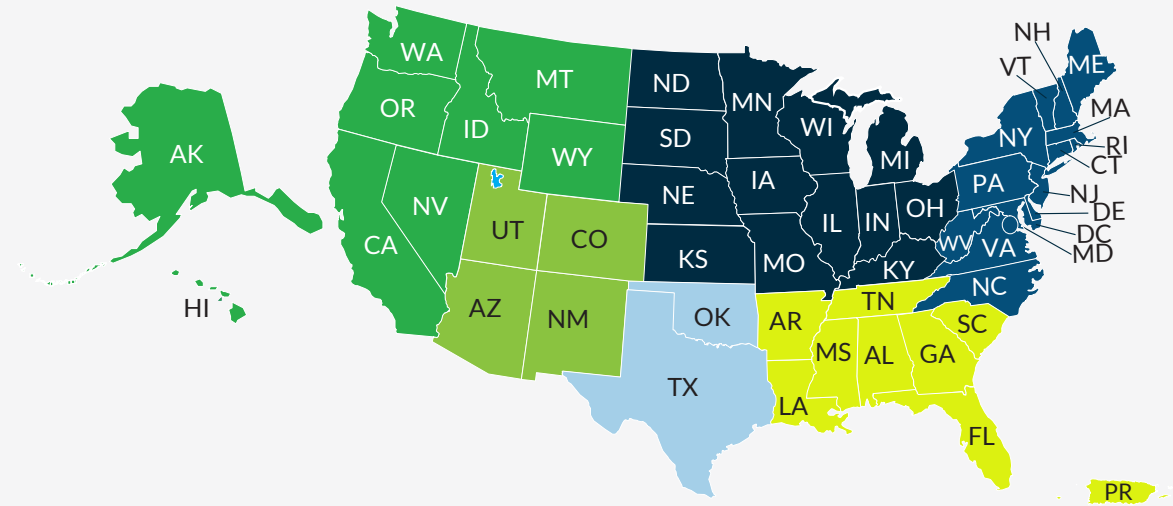 NH
WA
VT
ME
MT
ND
MN
OR
MA
ID
WI
SD
NY
RI
AK
WY
MI
CT
IA
PA
NE
NJ
NV
OH
DE
UT
IL
IN
CO
DC
CA
WV
VA
MD
KS
MO
KY
NC
HI
AZ
NM
OK
AR
TN
SC
MS
AL
GA
TX
LA
FL
PR